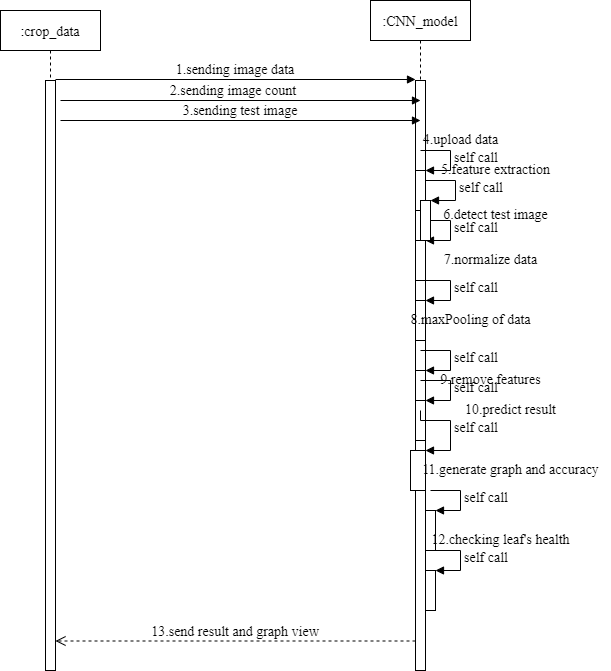 :crop_data
:CNN_model
1.sending image data
2.sending image count
3.sending test image
4.upload data
self call
5.feature extraction
self call
6.detect test image
self call
7.normalize data
self call
8.maxPooling of data
self call
9.remove features
self call
10.predict result
self call
11.generate graph and accuracy
self call
12.checking leaf's health
self call
13.send result and graph view